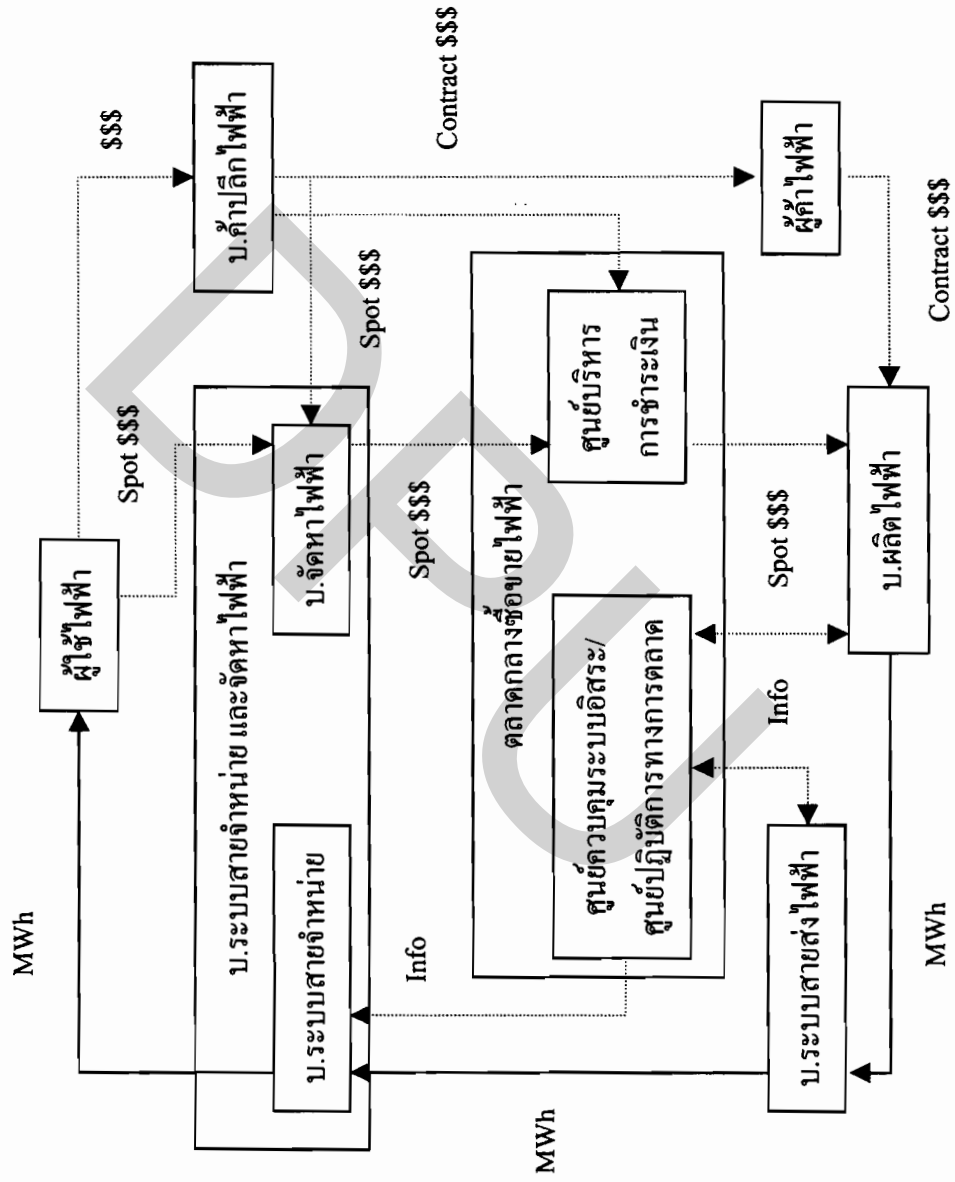 MWh
ผู้ใช้ไฟฟ้า
$$$
Spot $$$
บ.ระบบสายจำหน่าย และจัดหาไฟฟ้า
บ.ระบบสายจำหน่าย
บ.จัดหาไฟฟ้า
บ.ค้าปลีกไฟฟ้า
Info
Spot $$$
Spot $$$
Contract $$$
ตลาดกลางซื้อขายไฟฟ้า
ศูนย์ควบคุมระบบอิสระ/
ศูนย์ปฏิบัติการทางการตลาด
ศูนย์บริหาร
การชำระเงิน
MWh
Info
Spot $$$
ผู้ค้าไฟฟ้า
บ.ระบบสายส่งไฟฟ้า
บ.ผลิตไฟฟ้า
MWh
Contract $$$
DPU